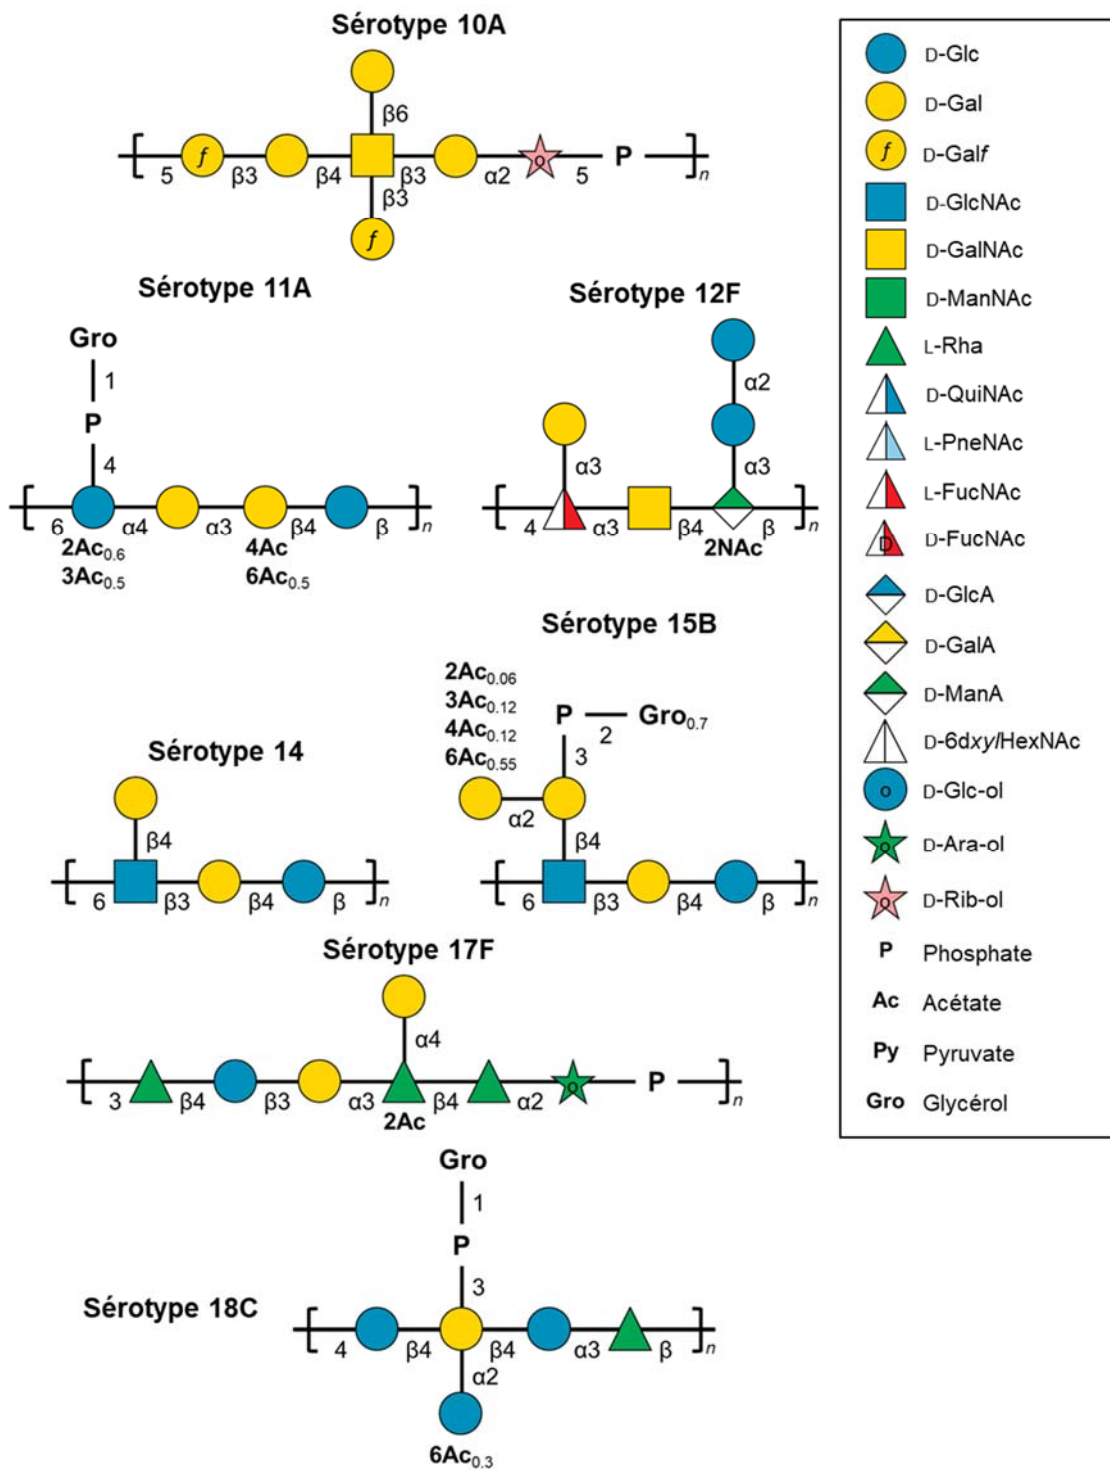 Sérotype 10A
β6
[ 5 f β3 β4 β3 α2 o 5 P ]n
β3
f
Sérotype 11A
Gro
1
P
4
[ 6 α4 α3 β4 β ]n
2Ac0.6 4Ac
3Ac0.5 6Ac0.5
Sérotype 12F
α2
α3 α3
[ 4 α3 β4 β ]n
2NAc
Sérotype 14
β4
[ 6 β3 β4 β ]n
Sérotype 15B
2Ac0.06
3Ac0.12
4Ac0.12
6Ac0.55
P 2 Gro0.7
3
α2
β4
[ 6 β3 β4 β ]n
Sérotype 17F
α4
[ 3 β4 β3 α3 β4 α2 o P ]n
2Ac
Sérotype 18C
Gro
1
P
3
[ 4 β4 β4 α3 β ]n
α2
6Ac0.3
D-Glc
D-Gal
f D-Galf
D-GlcNAc
D-GalNAc
D-ManNAc
L-Rha
D-QuiNAc
L-PneNAc
L-FucNAc
D D-FucNAc
D-GlcA
D-GalA
D-ManA
D-6dxylHexNAc
o D-Glc-ol
o D-Ara-ol
o D-Rib-ol
P Phosphate
Ac Acétate
Py Pyruvate
Gro Glycérol